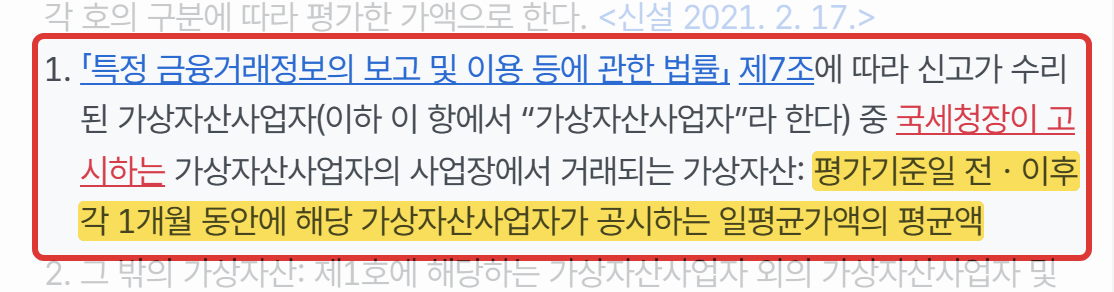 각 호의 구분에 따라 평가한 가액으로 한다. <신설 2021. 2. 17.>
1. 「특정 금융거래정보의 보고 및 이용 등에 관한 법률」 제7조에 따라 신고가 수리
된 가상자산사업자(이하 이 항에서 “가상자산사업자”라 한다) 중 국세청장이 고
시하는 가상자산사업자의 사업장에서 거래되는 가상자산: 평가기준일 전ㆍ이후
각 1개월 동안에 해당 가상자산사업자가 공시하는 일평균가액의 평균액
2. 그 밖의 가상자산: 제1호에 해당하는 가상자산사업자 외의 가상자산사업자 및